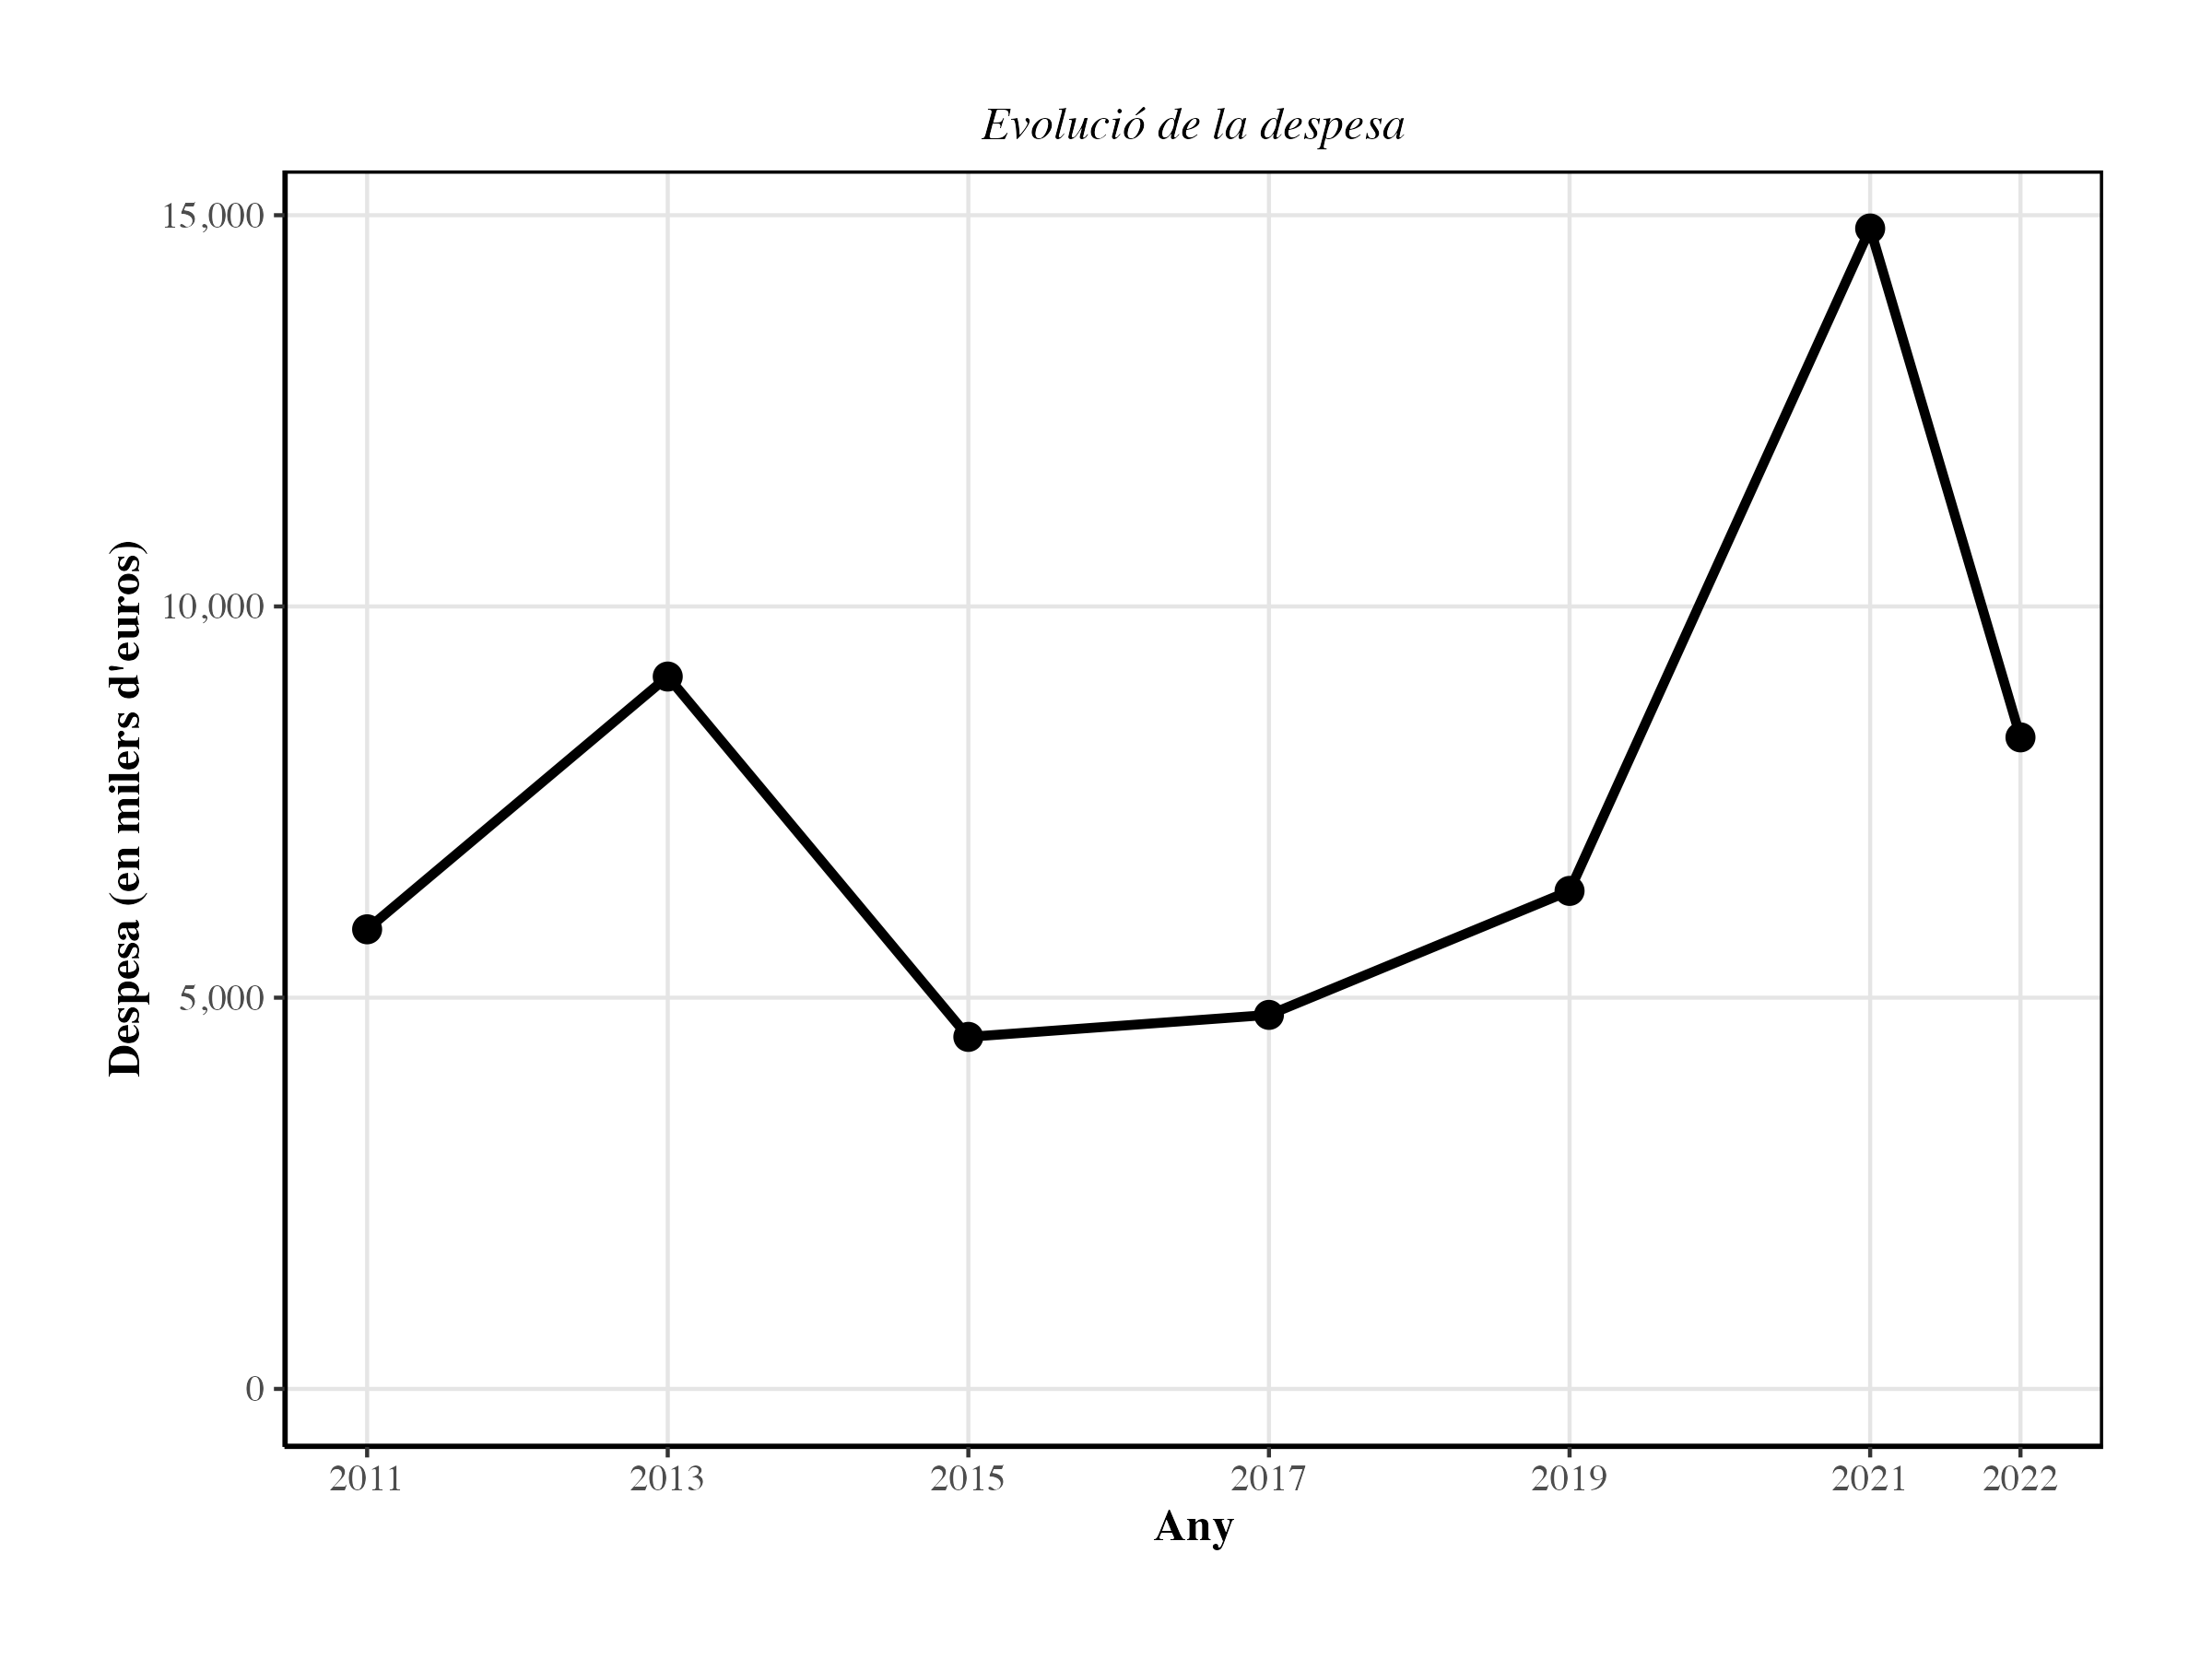 Evolució de la despesa
Despesa (en milers d'euros)
15,000
10,000
5,000
0
2011 2013 2015 2017 2019 2021 2022
Any